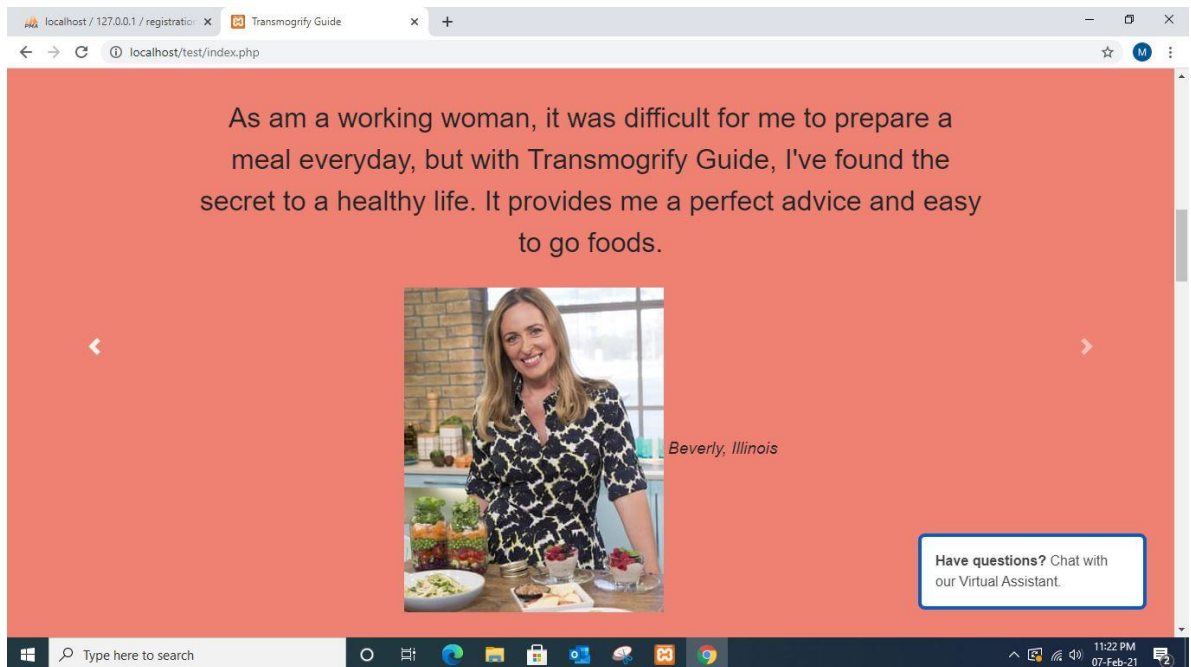 localhost / 127.0.0.1 / registration
Transmogrify Guide
localhost/test/index.php
M
As am a working woman, it was difficult for me to prepare a
meal everyday, but with Transmogrify Guide, I've found the
secret to a healthy life. It provides me a perfect advice and easy
to go foods.
Beverly, Illinois
Have questions? Chat with
our Virtual Assistant.
Type here to search
11:22 PM
07-Feb-21
2